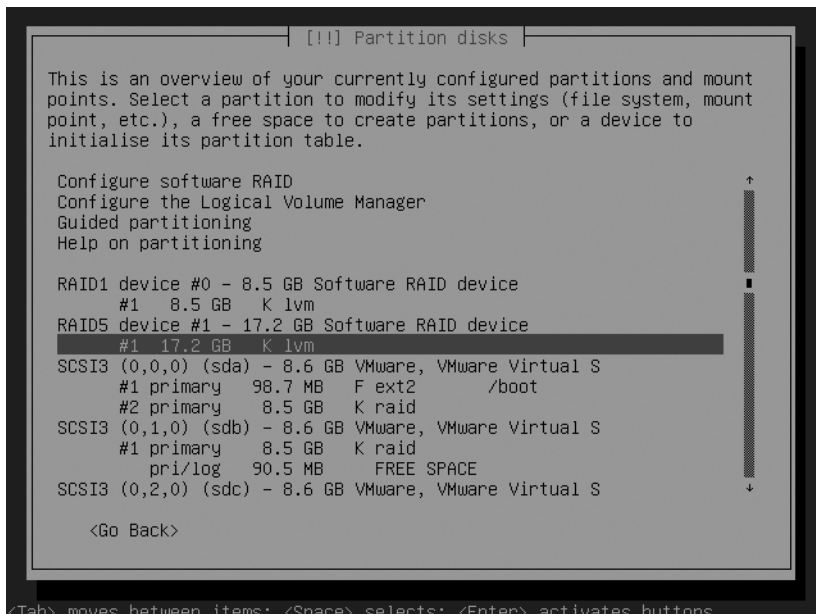 [!!] Partition disks
This is an overview of your currently configured partitions and mount
points. Select a partition to modify its settings (file system, mount
point, etc.), a free space to create partitions, or a device to
initialise its partition table.
Configure software RAID
Configure the Logical Volume Manager
Guided partitioning
Help on partitioning
RAID1 device #0 – 8.5 GB Software RAID device
#1 8.5 GB K lvm
RAID5 device #1 – 17.2 GB Software RAID device
#1 17.2 GB K lvm
SCSI3 (0,0,0) (sda) – 8.6 GB VMware, VMware Virtual S
#1 primary 98.7 MB F ext2 /boot
#2 primary 8.5 GB K raid
SCSI3 (0,1,0) (sdb) – 8.6 GB VMware, VMware Virtual S
#1 primary 8.5 GB K raid
pri/log 90.5 MB FREE SPACE
SCSI3 (0,2,0) (sdc) – 8.6 GB VMware, VMware Virtual S
<Go Back>
<Tab> moves between items; <Space> selects; <Enter> activates buttons